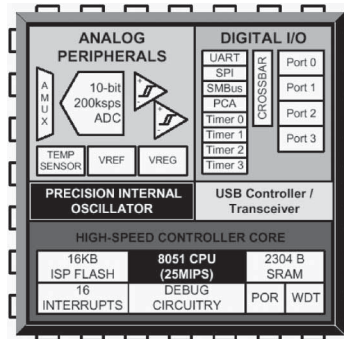 ANALOG
PERIPHERALS
A
M
U
X
10-bit
200ksps
ADC
TEMP
SENSOR
VREF
VREG
DIGITAL I/O
UART
SPI
SMBus
PCA
Timer 0
Timer 1
Timer 2
Timer 3
CROSSBAR
Port 0
Port 1
Port 2
Port 3
PRECISION INTERNAL
OSCILLATOR
USB Controller /
Transceiver
HIGH-SPEED CONTROLLER CORE
16KB
ISP FLASH
8051 CPU
(25MIPS)
2304 B
SRAM
16
INTERRUPTS
DEBUG
CIRCUITRY
POR
WDT